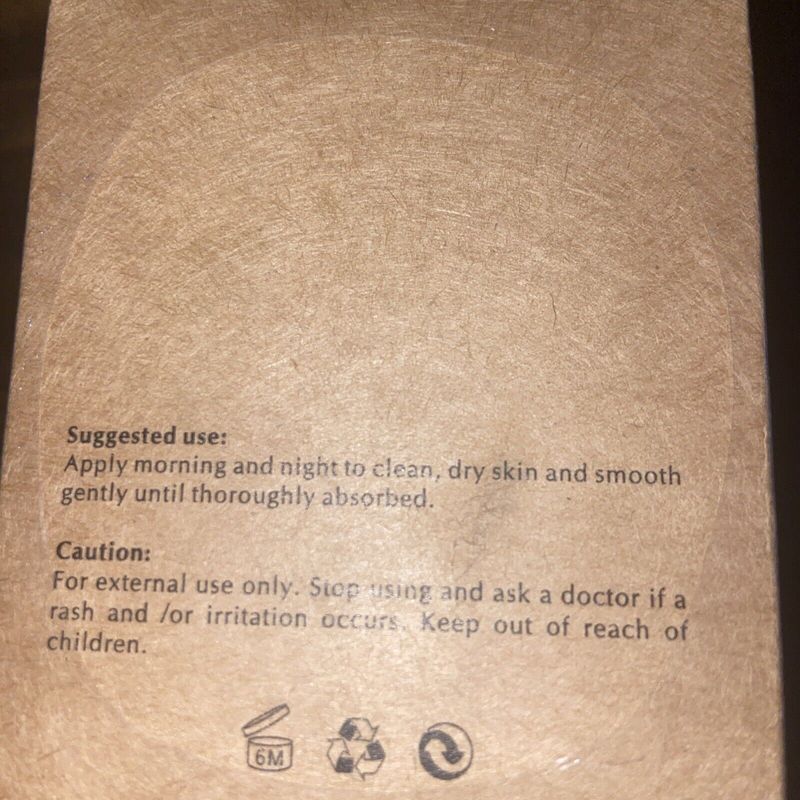 Suggested use:
Apply morning and night to clean, dry skin and smooth
gently until thoroughly absorbed.
Caution:
For external use only. Stop using and ask a doctor if a
rash and /or irritation occurs. Keep out of reach of
children.
6M